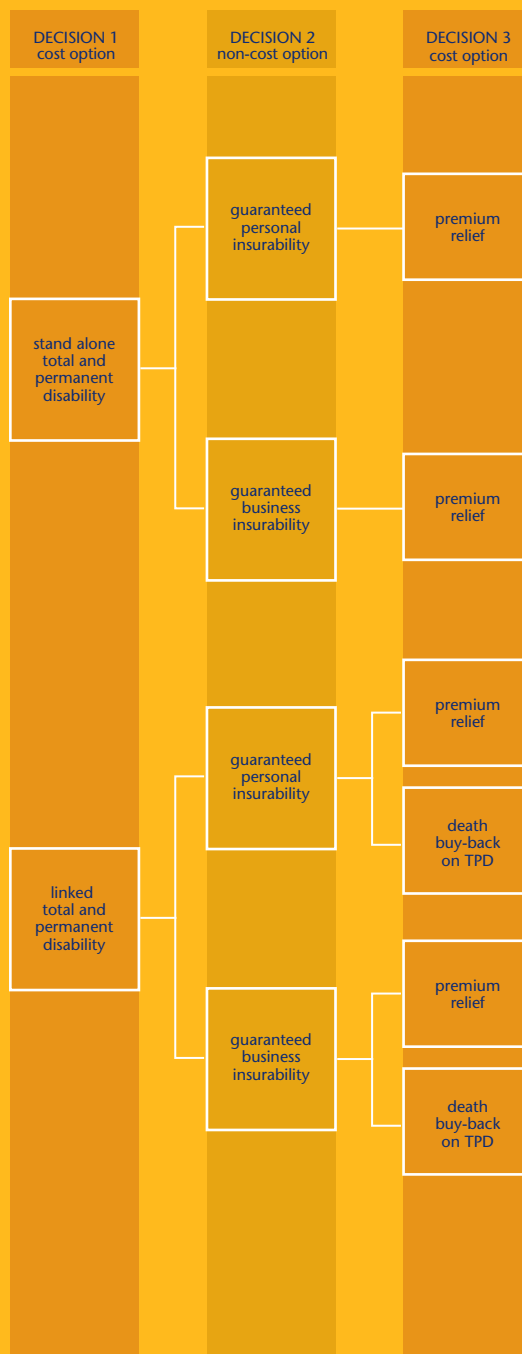 DECISION 1
cost option
DECISION 2
non-cost option
DECISION 3
cost option
guaranteed
personal
insurability
premium
relief
stand alone
total and
permanent
disability
guaranteed
business
insurability
premium
relief
premium
relief
guaranteed
personal
insurability
death
buy-back
on TPD
linked
total and
permanent
disability
premium
relief
guaranteed
business
insurability
death
buy-back
on TPD